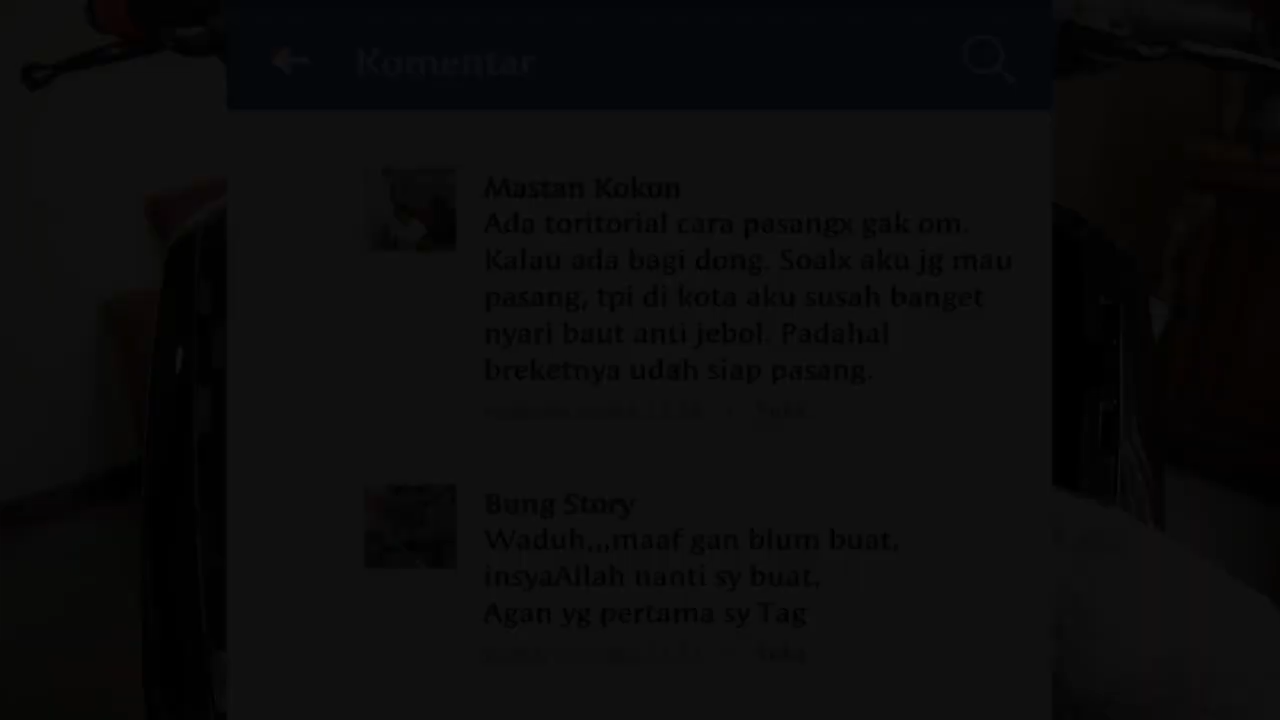 Komentar
Mastan Kokon
Ada toritorial cara pasangx gak om.
Kalau ada bagi dong. Soalx aku jg mau
pasang, tpi di kota aku susah banget
nyari baut anti jebol. Padahal
breketnya udah siap pasang.
Bung Story
Waduh,,,maaf gan blum buat,
insyaAllah nanti sy buat,
Agan yg pertama sy Tag